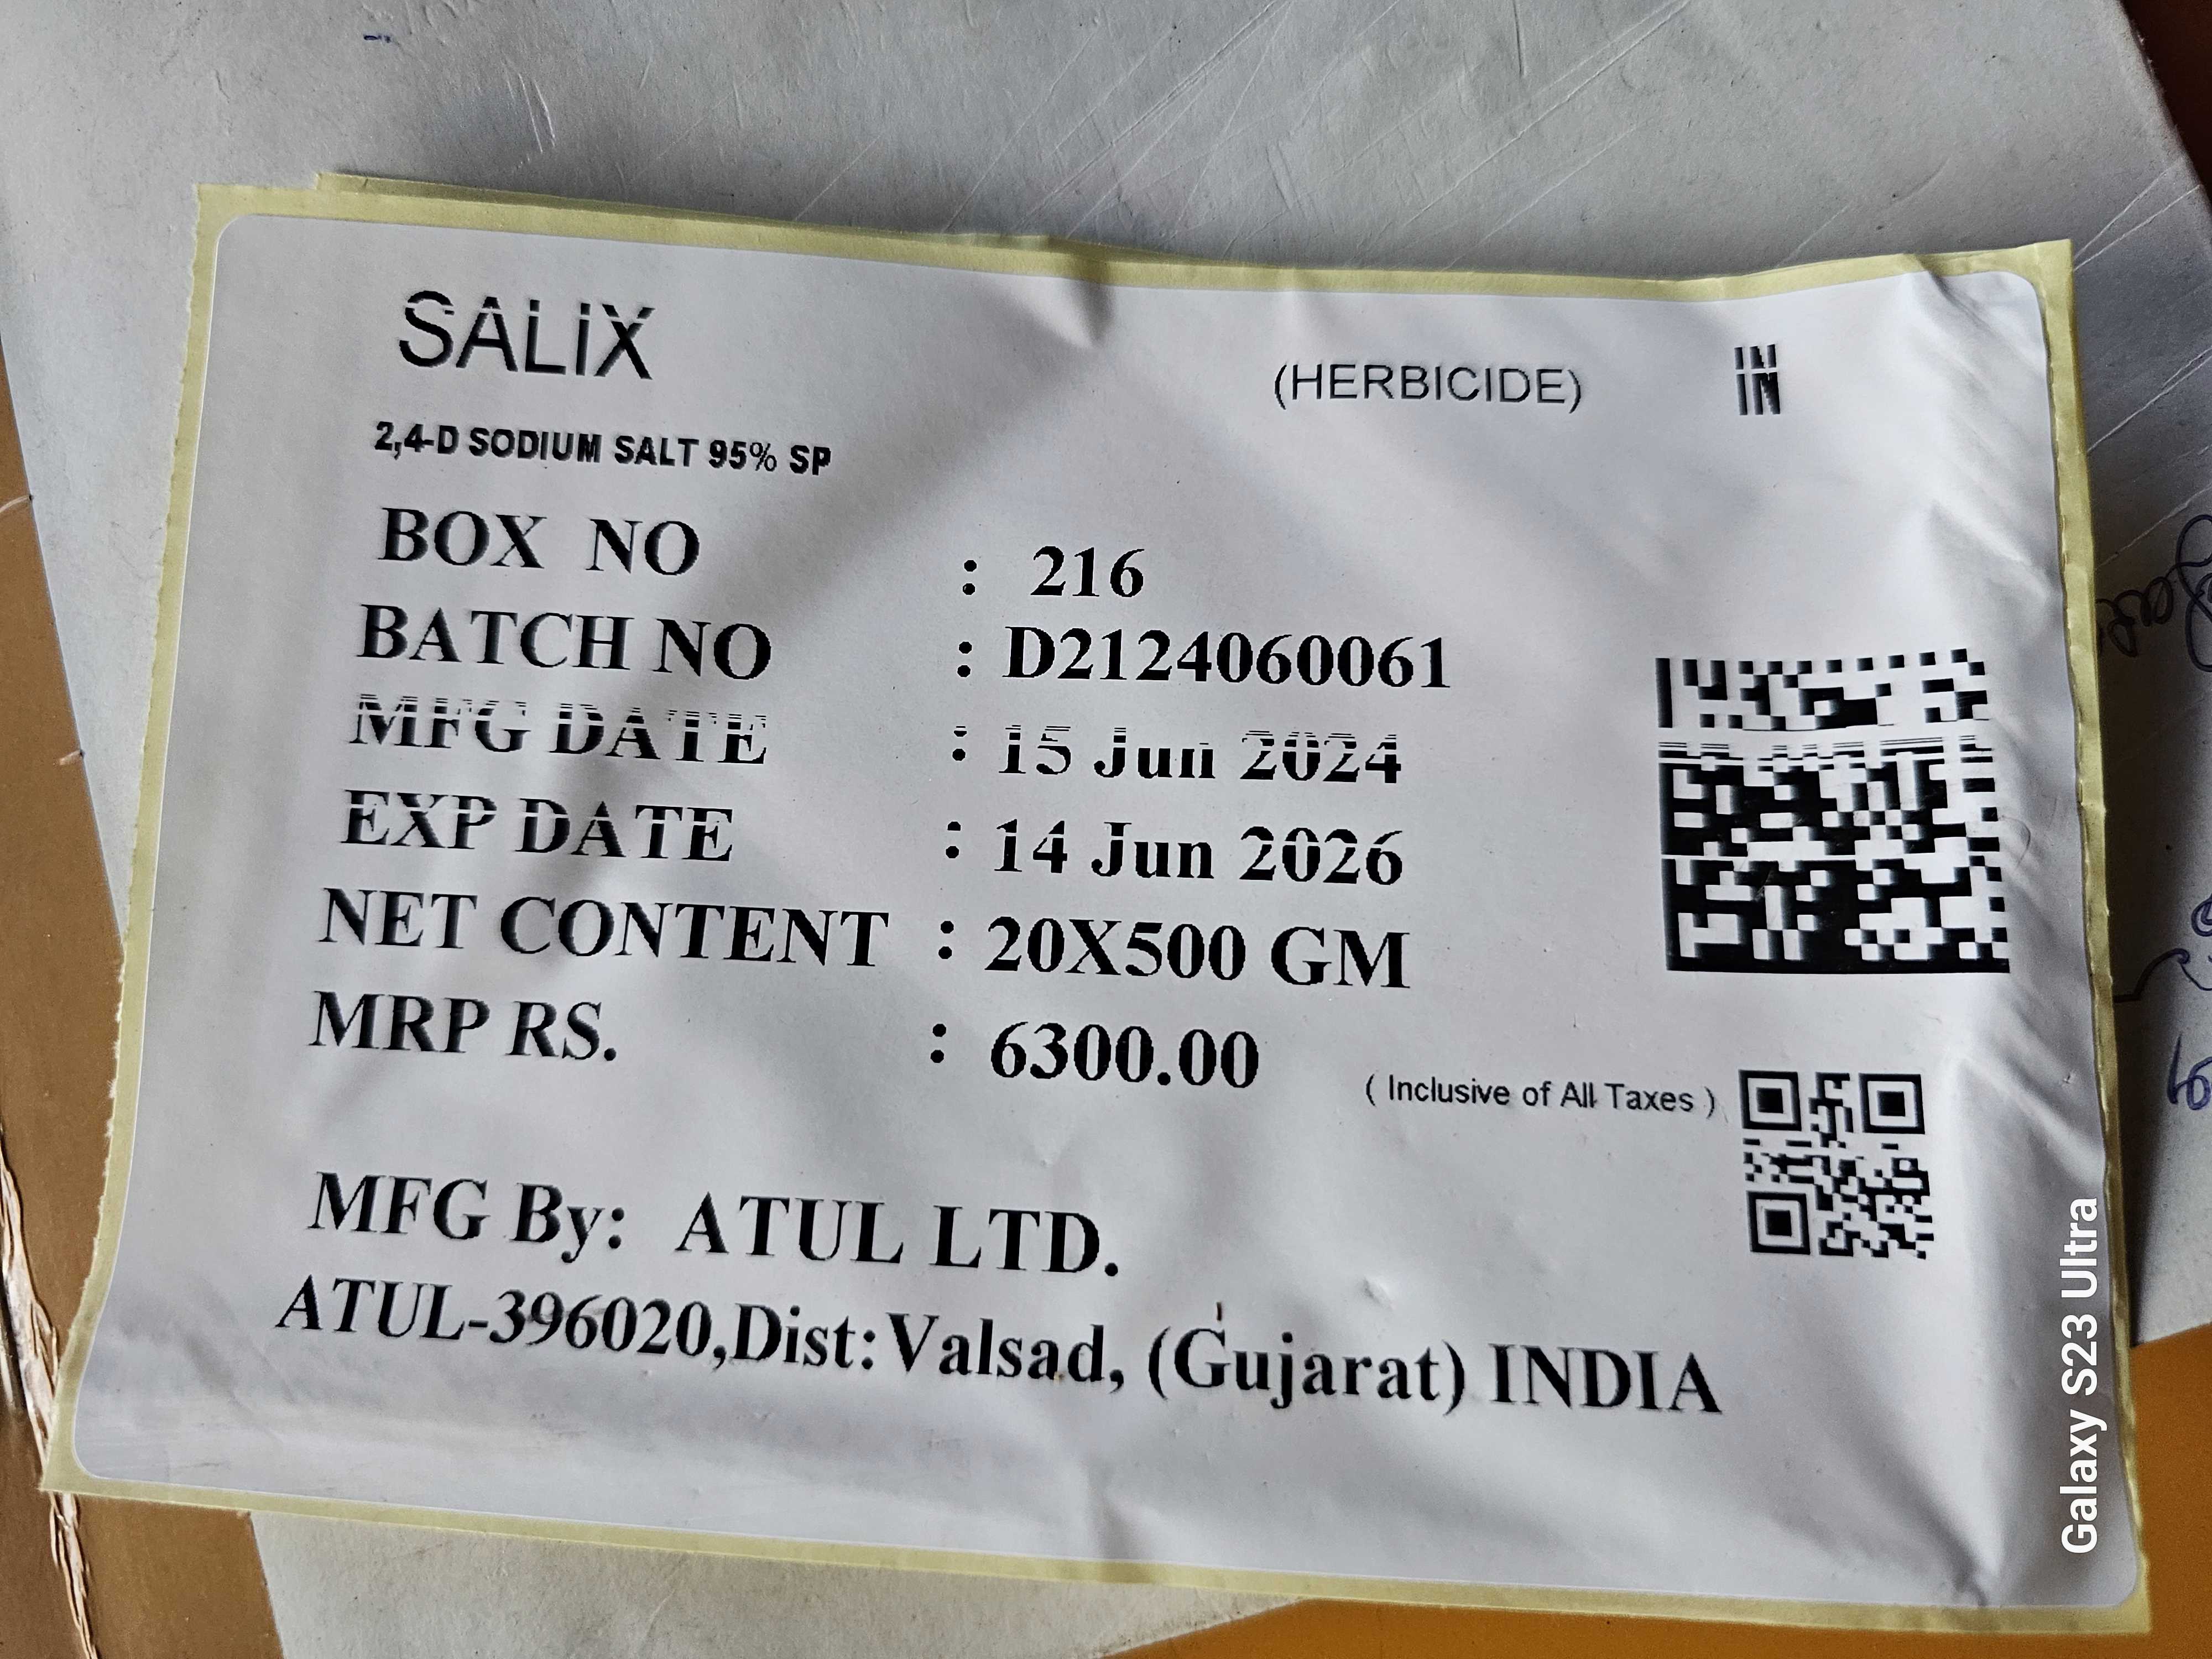 SALIX
(HERBICIDE) IN
2,4-D SODIUM SALT 95% SP
BOX NO : 216
BATCH NO : D2124060061
MFG DATE : 15 Jun 2024
EXP DATE : 14 Jun 2026
NET CONTENT : 20X500 GM
MRP RS. : 6300.00 ( Inclusive of All Taxes )
MFG By: ATUL LTD.
ATUL-396020,Dist:Valsad, (Gujarat) INDIA
Galaxy S23 Ultra